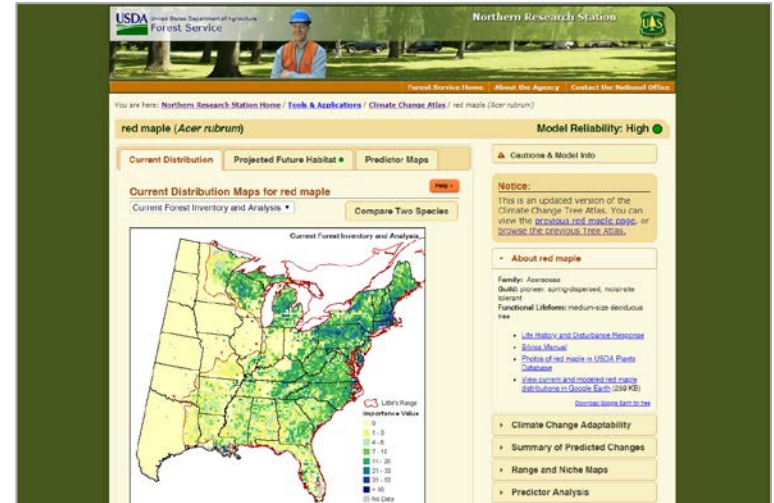 USDA United States Department of Agriculture
Forest Service
Northern Research Station
UAS
Forest Service Home | About the Agency | Contact the National Office
You are here: Northern Research Station Home / Tools & Applications / Climate Change Atlas / red maple (Acer rubrum)
red maple (Acer rubrum)
Model Reliability: High
Current Distribution
Projected Future Habitat
Predictor Maps
Current Distribution Maps for red maple
Help
Current Forest Inventory and Analysis
Compare Two Species
Current Forest Inventory and Analysis
Little's Range
Importance Value
0
1 - 3
4 - 6
7 - 10
11 - 20
21 - 30
31 - 50
> 50
No Data
Cautions & Model Info
Notice:
This is an updated version of the
Climate Change Tree Atlas. You can
view the previous red maple page, or
browse the previous Tree Atlas.
About red maple
Family: Aceraceae
Guild: pioneer, spring-dispersed, moist-site
tolerant
Functional Lifeform: medium-size deciduous
tree
Life History and Disturbance Response
Silvics Manual
Photos of red maple in USDA Plants
Database
View current and modeled red maple
distributions in Google Earth (259 KB)
Download Google Earth for free
Climate Change Adaptability
Summary of Predicted Changes
Range and Niche Maps
Predictor Analysis